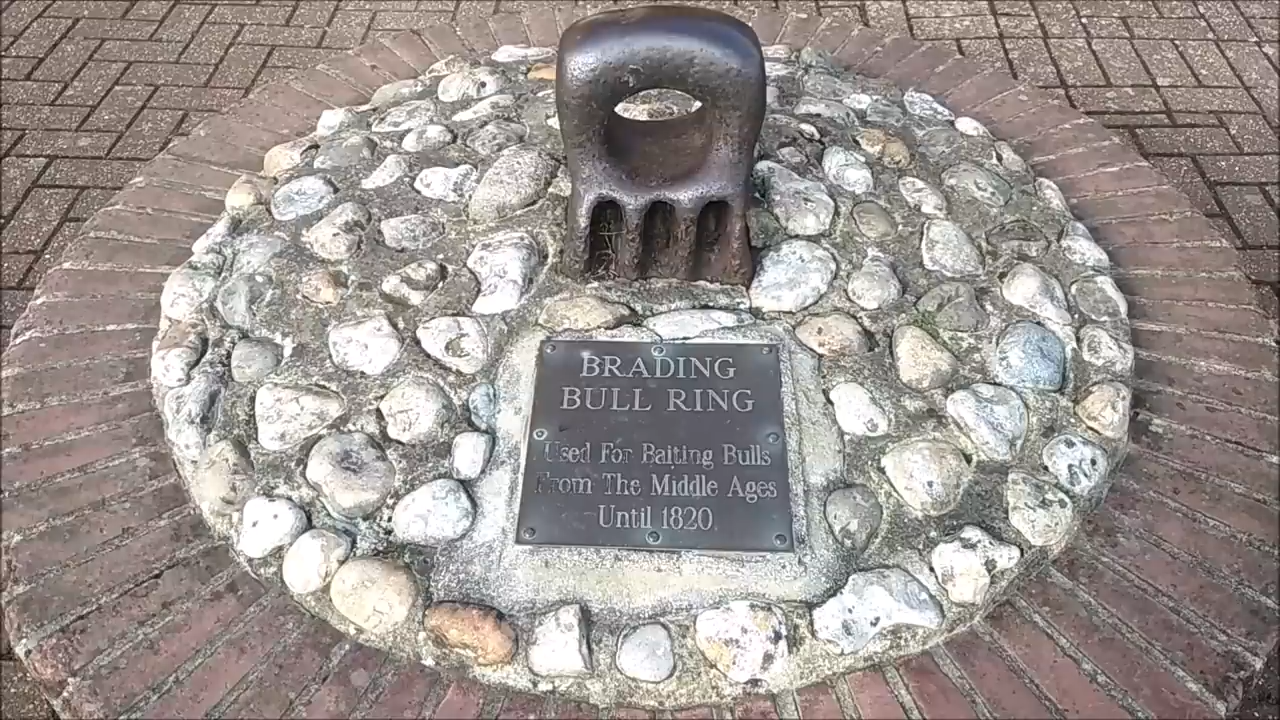 BRADING
BULL RING
Used For Baiting Bulls
From The Middle Ages
Until 1820